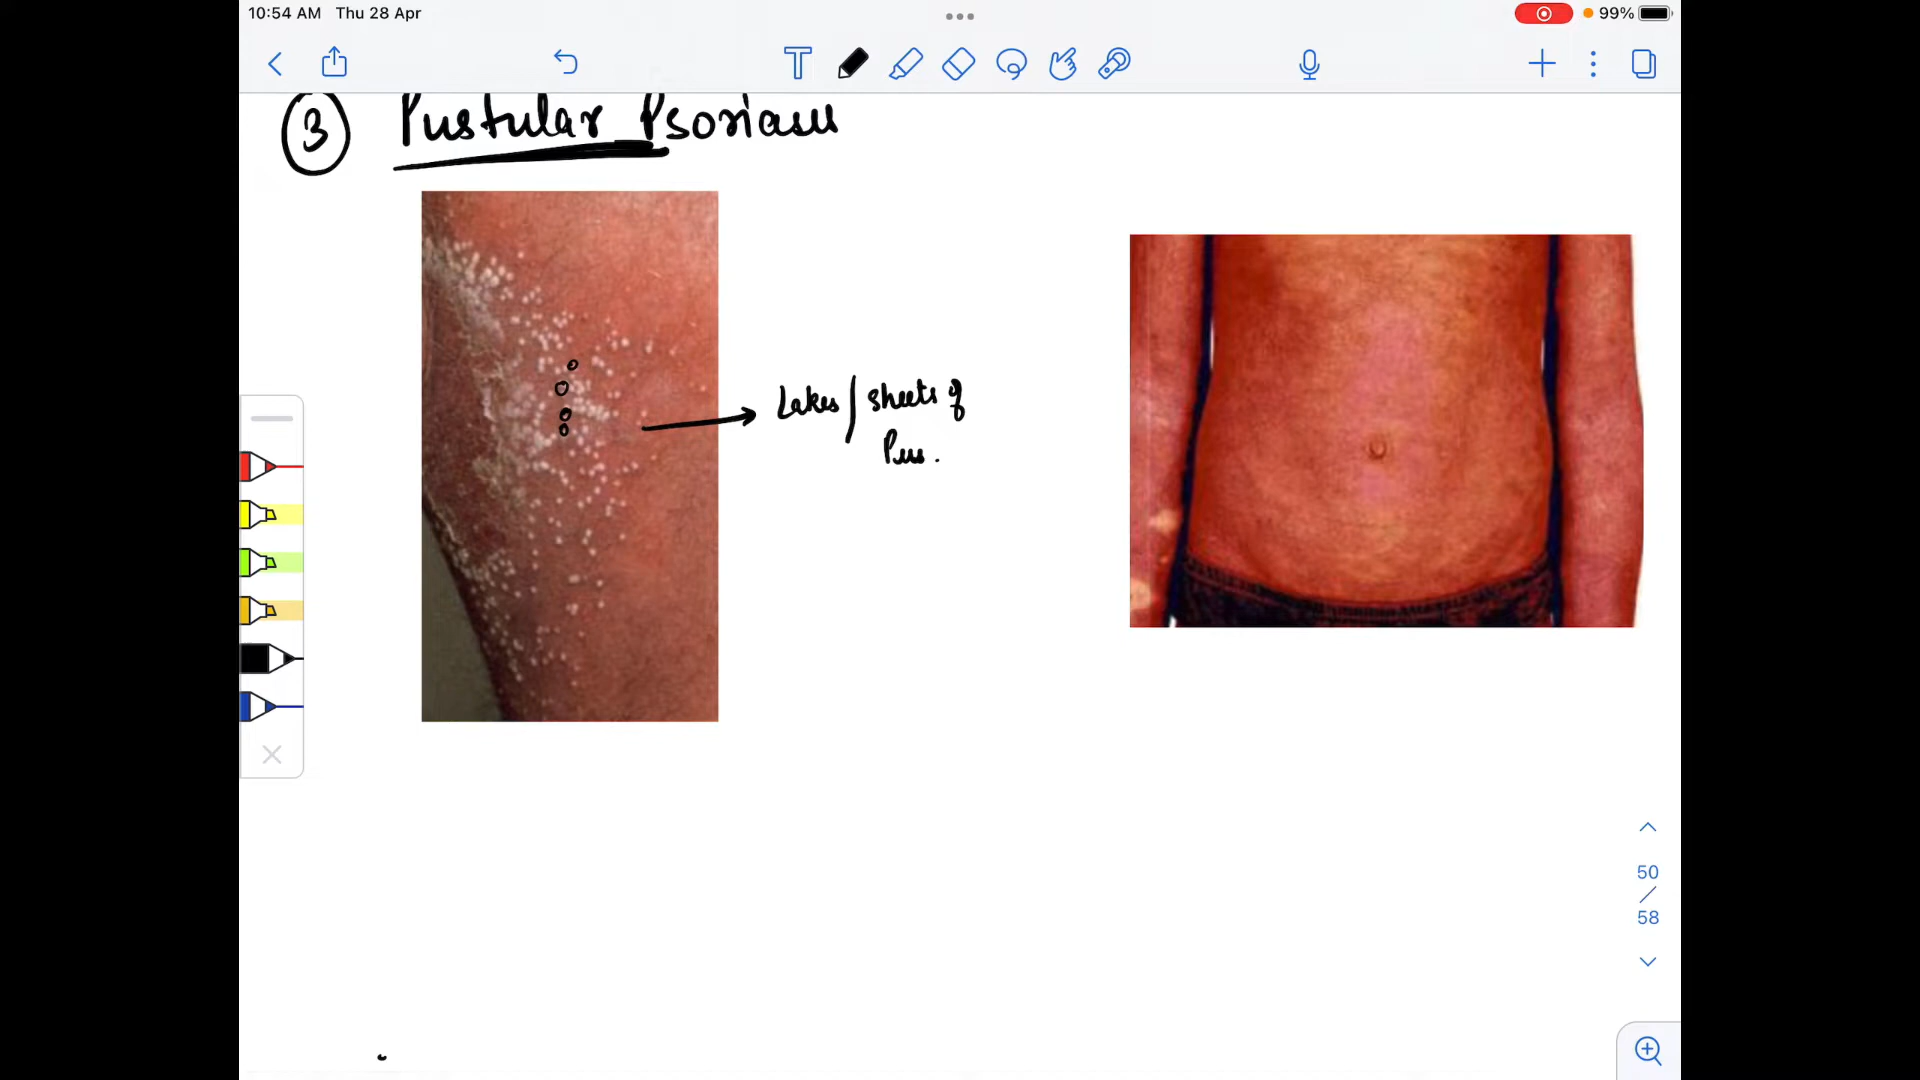 10:54 AM Thu 28 Apr
99%
T
3 Pustular Psoriasis
Lakes / sheets of
Pus.
50
58